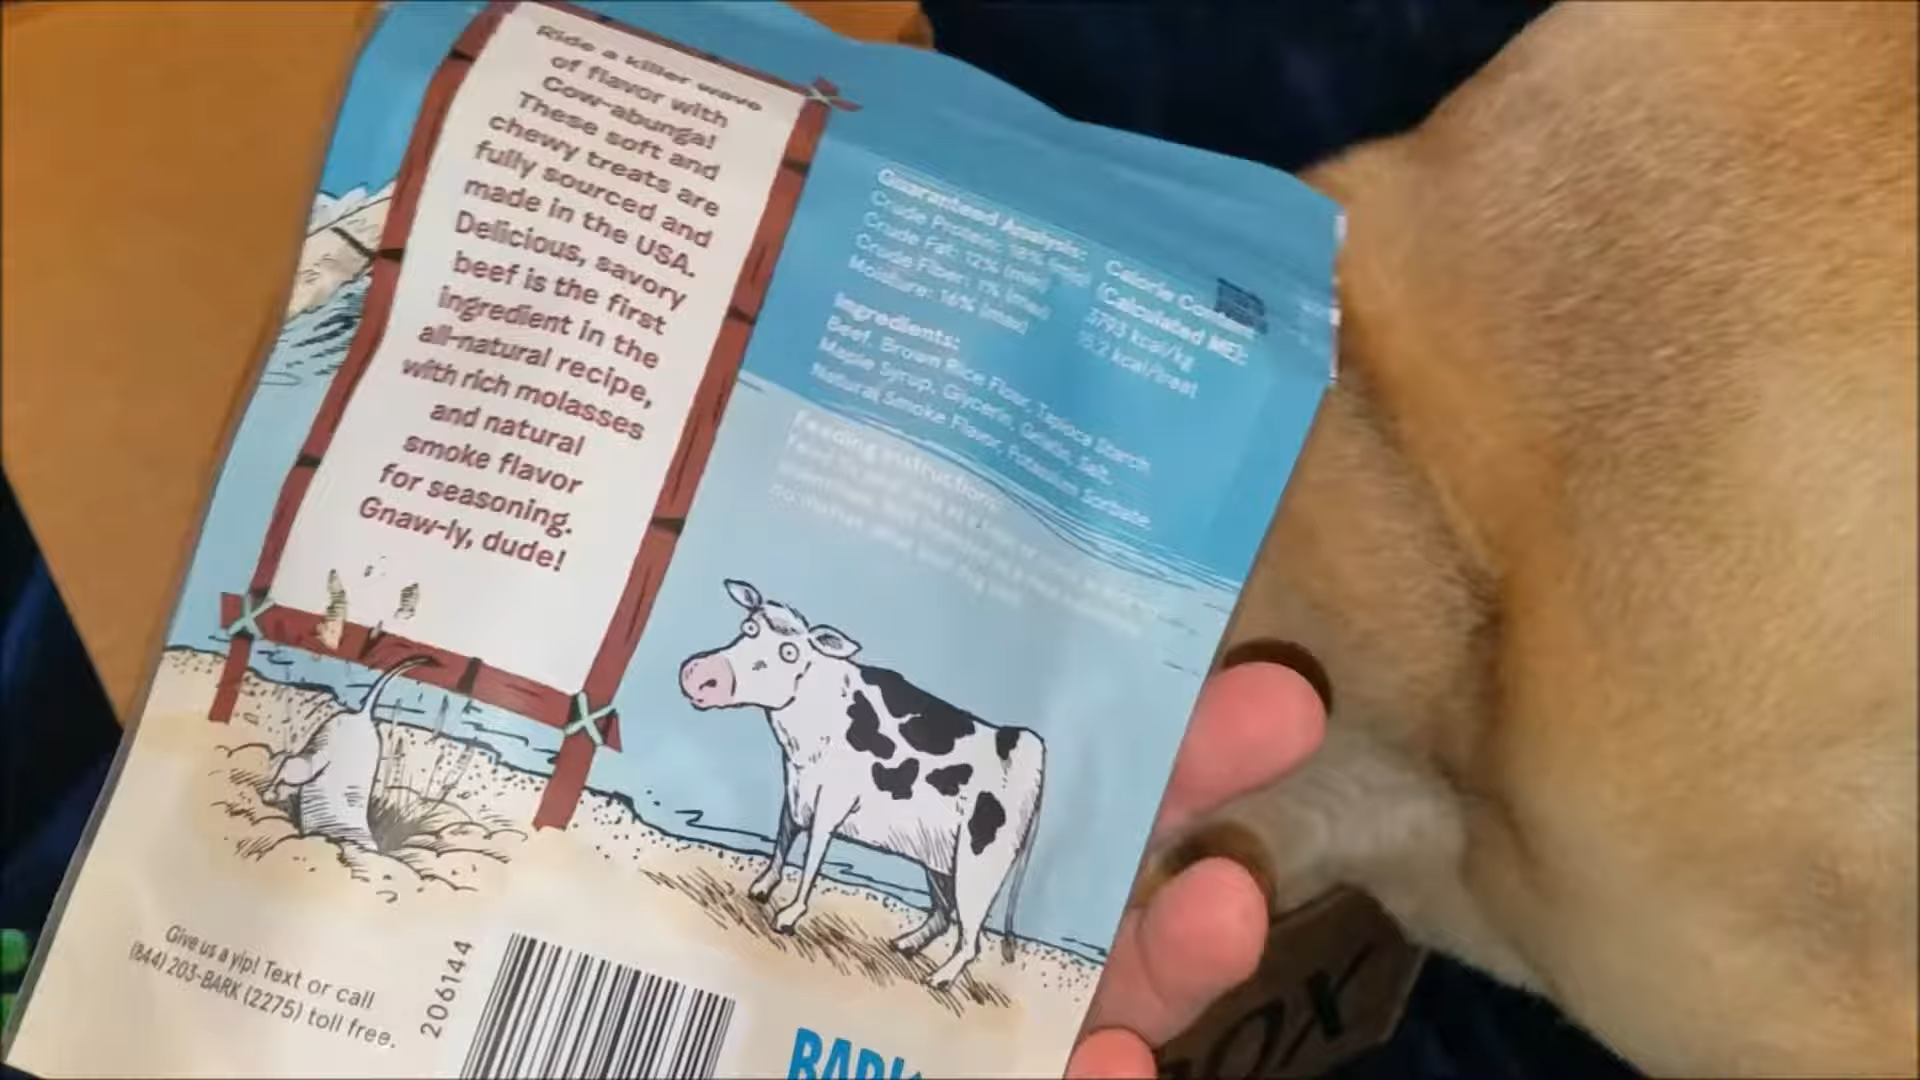 Ride a killer wave
of flavor with
Cow-abunga!
These soft and
chewy treats are
fully sourced and
made in the USA.
Delicious, savory
beef is the first
ingredient in the
all-natural recipe,
with rich molasses
and natural
smoke flavor
for seasoning.
Gnaw-ly, dude!
Guaranteed Analysis:
Crude Protein:
Crude Fat: 12% (min)
Crude Fiber: 1% (max)
Moisture: 16% (max)
Calorie
(Calculated ME):
3793 kcal/kg
kcal/treat
Ingredients:
Beef, Brown Rice Flour, Tapioca Starch,
Maple Syrup, Glycerin, Gelatin, Salt,
Natural Smoke Flavor, Potassium Sorbate.
Feeding Instructions:
Give us a yip! Text or call
(844) 203-BARK (2275) toll free.
206144
BARK
OX